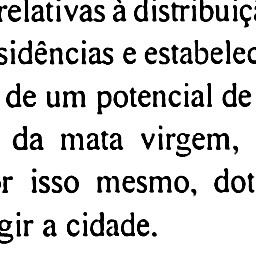 relativas à distribuiç
sidências e estabelec
de um potencial de
da mata virgem,
r isso mesmo, dot
gir a cidade.